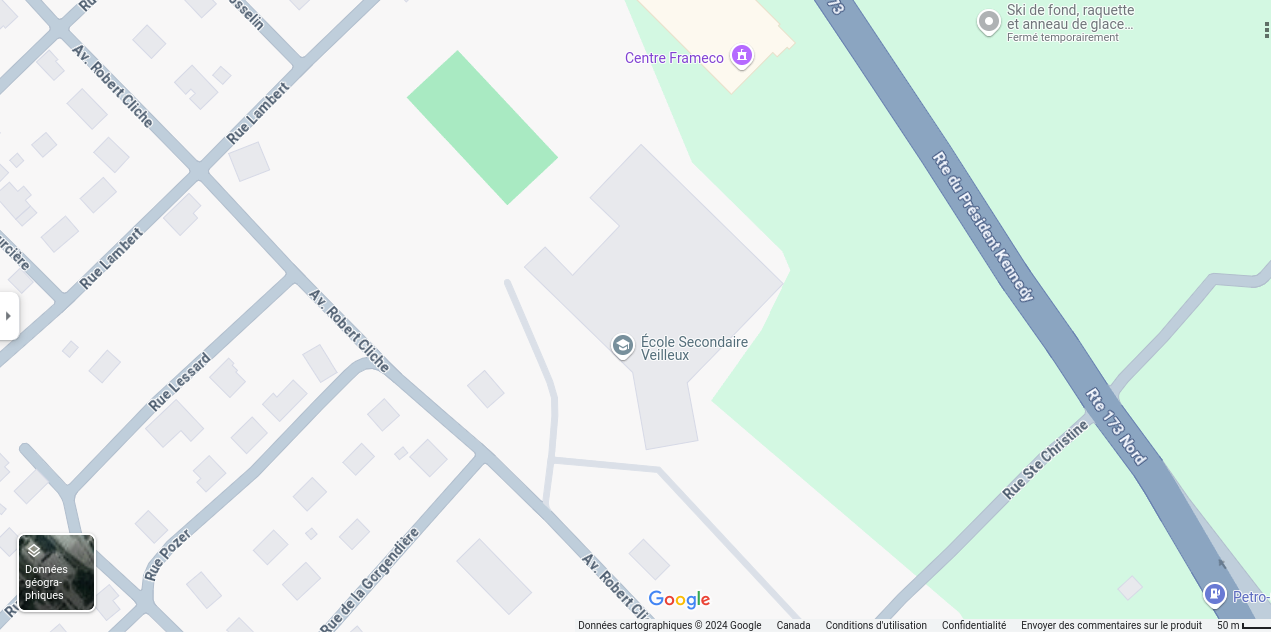 Ski de fond, raquette
et anneau de glace...
Fermé temporairement
173
Centre Frameco
Av. Robert Cliche
Rue Lambert
Rte du Président Kennedy
Rue Lambert
Av. Robert Cliche
École Secondaire
Veilleux
Rue Lessard
Rte 173 Nord
Rue Ste Christine
Rue Pozer
Rue de la Gorgendière
Av. Robert Cli
Données
géogra-
phiques
Google
Petro-
Données cartographiques © 2024 Google Canada Conditions d'utilisation Confidentialité Envoyer des commentaires sur le produit 50 m